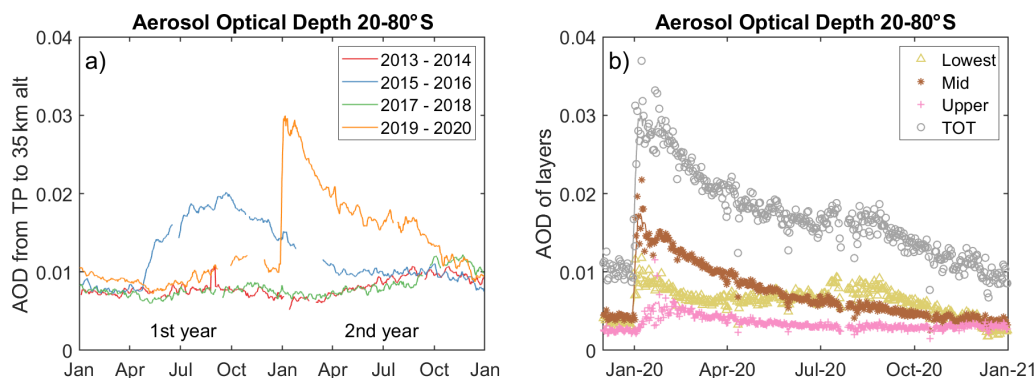 Aerosol Optical Depth 20-80°S
a)
AOD from TP to 35 km alt
0.04
0.03
0.02
0.01
0
2013 - 2014
2015 - 2016
2017 - 2018
2019 - 2020
1st year
2nd year
Jan Apr Jul Oct Jan Apr Jul Oct Jan
Aerosol Optical Depth 20-80°S
b)
AOD of layers
0.04
0.03
0.02
0.01
0
Lowest
Mid
Upper
TOT
Jan-20 Apr-20 Jul-20 Oct-20 Jan-21